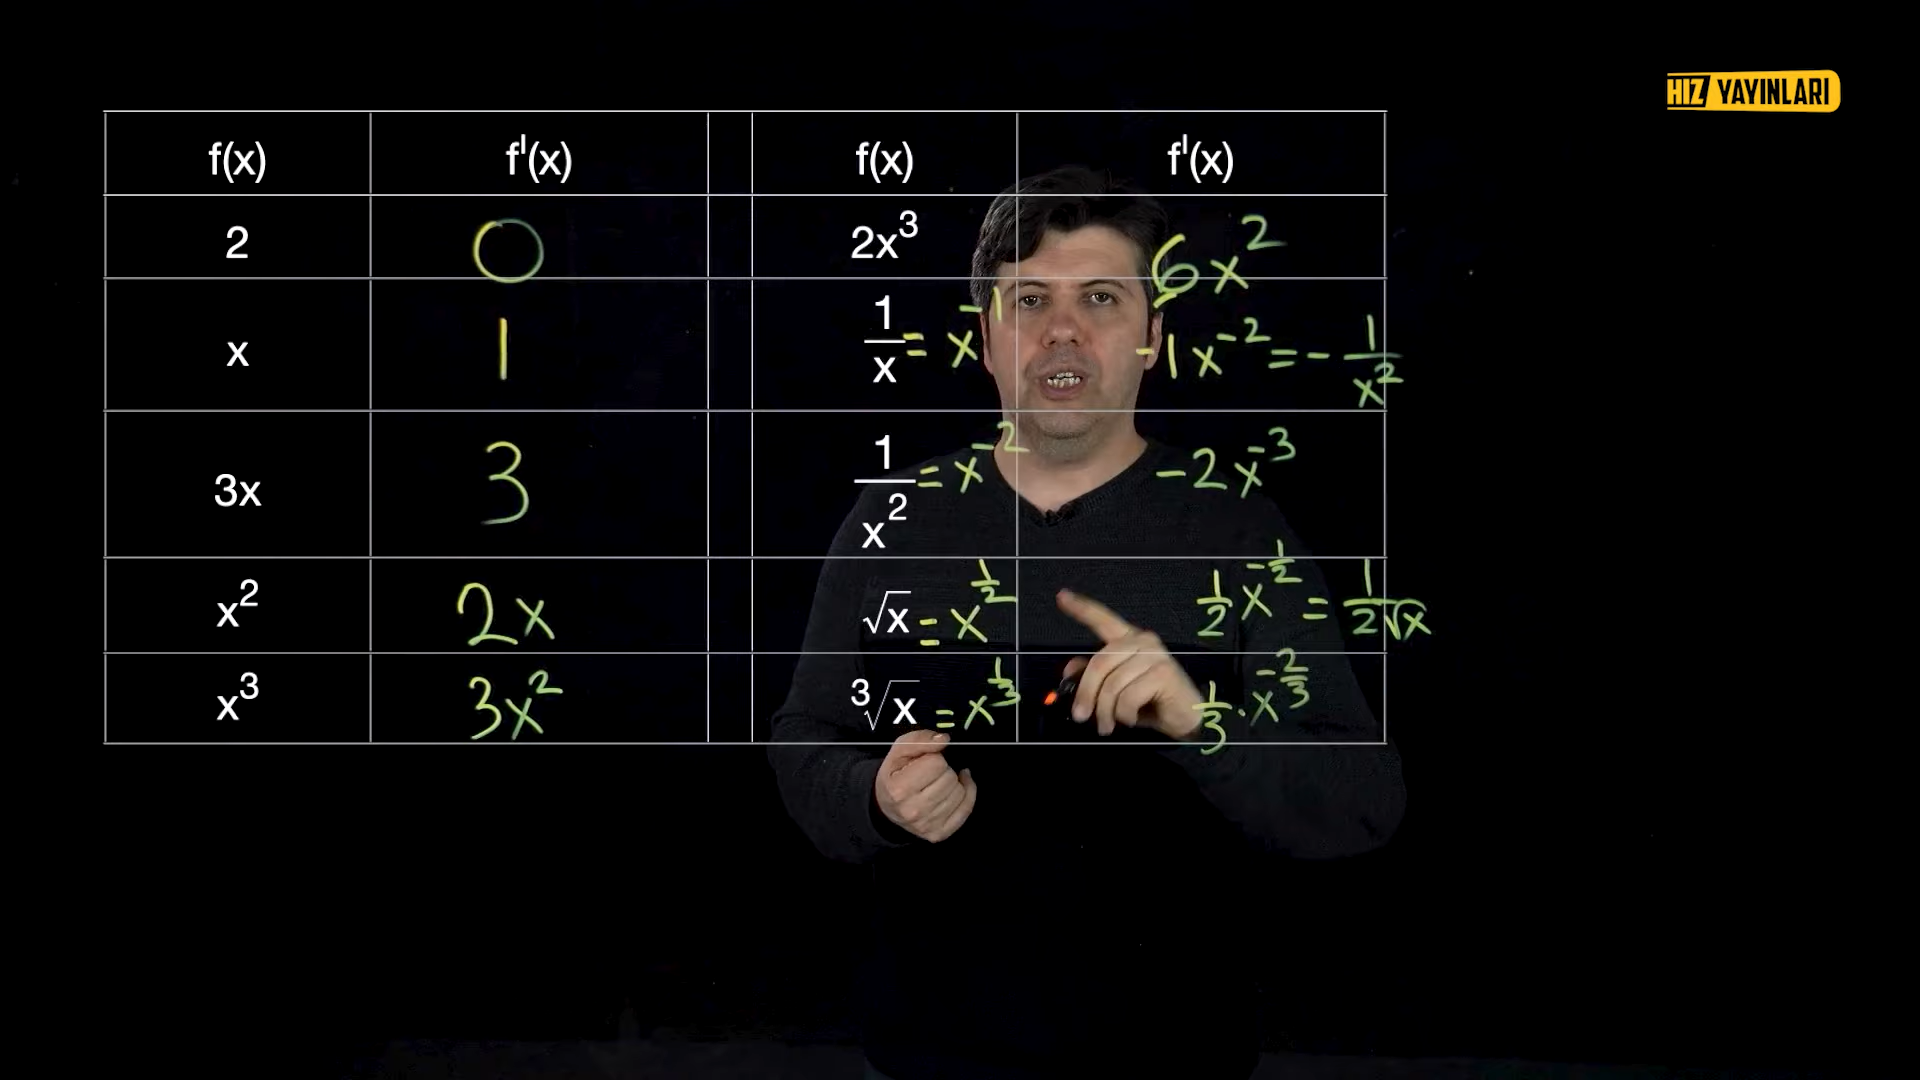 HIZ YAYINLARI
f(x) f'(x) f(x) f'(x)
2 0 2x³ 6x²
x 1 1/x = x⁻¹ -1x⁻² = - 1/x²
3x 3 1/x² = x⁻² -2x⁻³
x² 2x √x = x^(1/2) 1/2 x^(-1/2) = 1/(2√x)
x³ 3x² ³√x = x^(1/3) 1/3 · x^(-2/3)